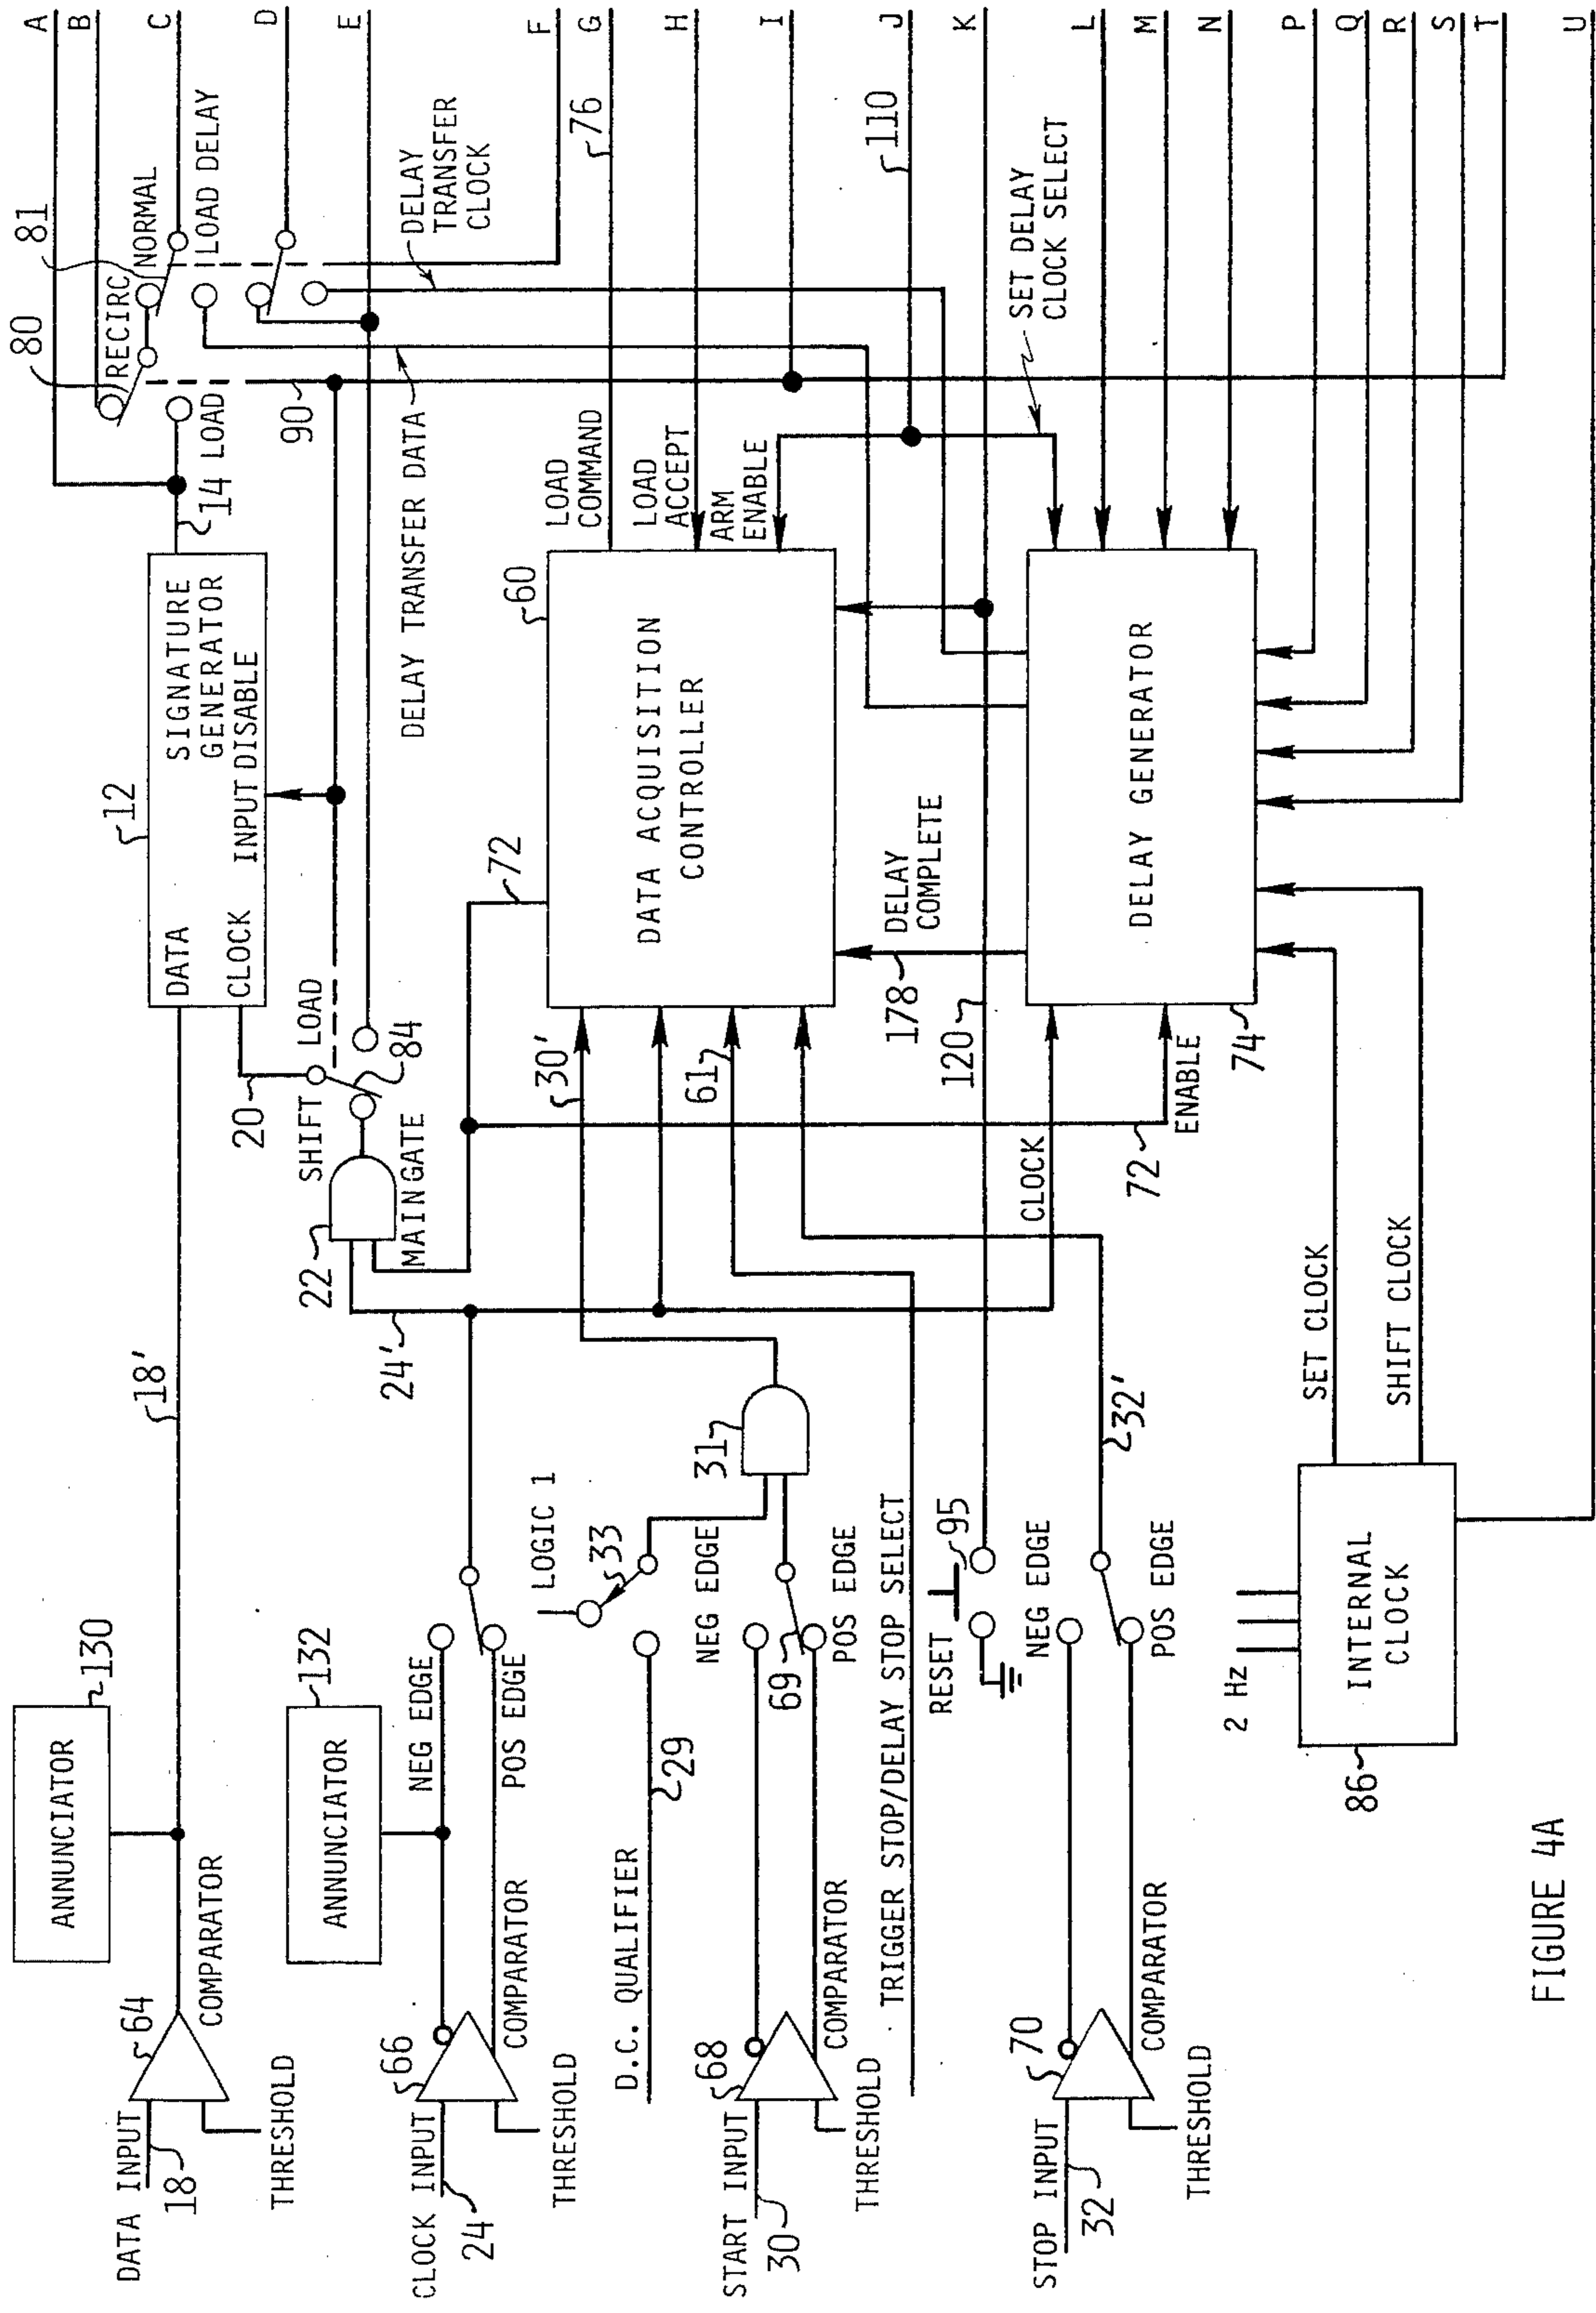 A
B
C
D
E
F
G
H
I
J
K
L
M
N
P
Q
R
S
T
U
80
81
RECIRC
NORMAL
LOAD DELAY
76
110
DELAY
TRANSFER
CLOCK
SET DELAY
CLOCK SELECT
14
LOAD
90
DELAY TRANSFER DATA
LOAD
COMMAND
LOAD
ACCEPT
ARM
ENABLE
12
SIGNATURE
GENERATOR
INPUT DISABLE
DATA
CLOCK
60
DATA ACQUISITION
CONTROLLER
72
DELAY
COMPLETE
178
120
DELAY GENERATOR
74
ENABLE
72
CLOCK
20
SHIFT
LOAD
84
MAIN GATE
22
24'
30'
61
18'
31
33
LOGIC 1
32'
SET CLOCK
SHIFT CLOCK
130
ANNUNCIATOR
132
ANNUNCIATOR
NEG EDGE
POS EDGE
29
D.C. QUALIFIER
NEG EDGE
69
POS EDGE
TRIGGER STOP/DELAY STOP SELECT
RESET
95
NEG EDGE
POS EDGE
2 Hz
INTERNAL
CLOCK
86
DATA INPUT
18
64
COMPARATOR
THRESHOLD
CLOCK INPUT
24
66
COMPARATOR
THRESHOLD
START INPUT
30
68
COMPARATOR
THRESHOLD
STOP INPUT
32
70
COMPARATOR
THRESHOLD
FIGURE 4A